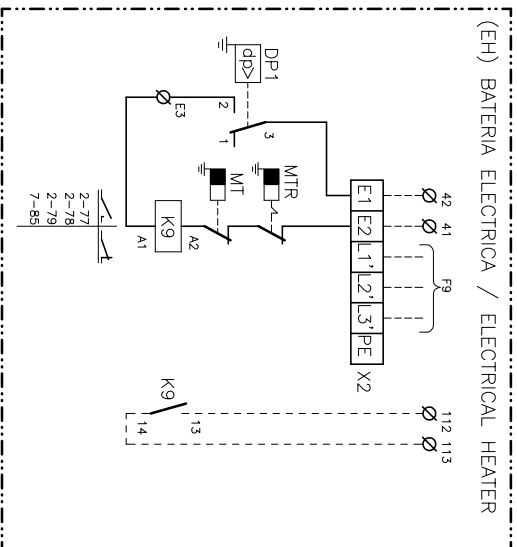 (EH) BATERIA ELECTRICA / ELECTRICAL HEATER
DP1
dp>
2
1
3
E3
MTR
MT
K9
A1
A2
2-77
2-78
2-79
7-85
42
41
F9
E1
E2
L1'
L2'
L3'
PE
X2
K9
13
14
112
113